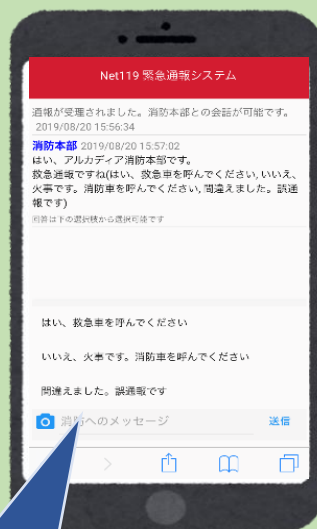 Net119 緊急通報システム
通報が受理されました。消防本部との会話が可能です。
2019/08/20 15:56:34
消防本部 2019/08/20 15:57:02
はい、アルカディア消防本部です。
救急通報ですね(はい、救急車を呼んでください, いいえ、
火事です。消防車を呼んでください, 間違えました。誤通
報です)
回答は下の選択肢から選択可能です
はい、救急車を呼んでください
いいえ、火事です。消防車を呼んでください
間違えました。誤通報です
消防へのメッセージ
送信